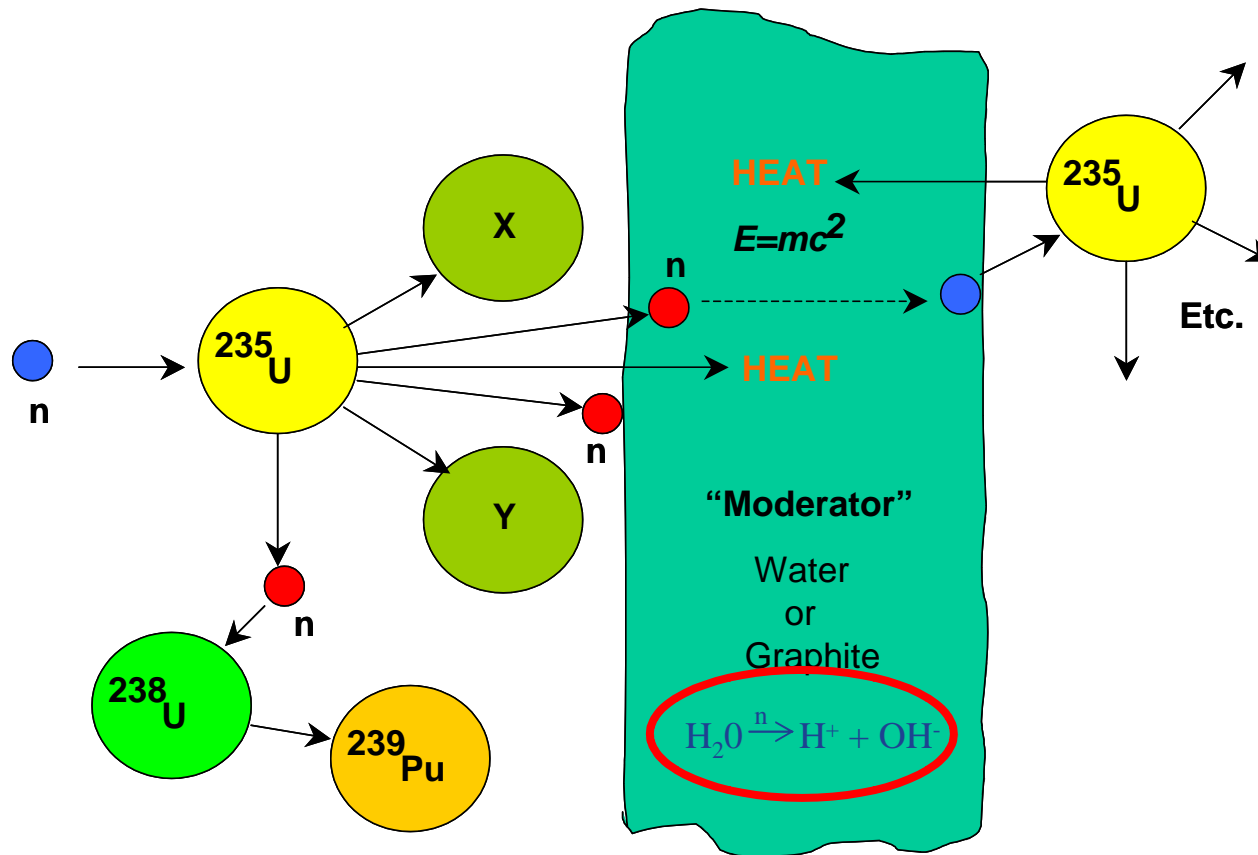 235U
HEAT
X
E=mc²
n
235U
Etc.
n
HEAT
n
“Moderator”
Y
Water
or
n
Graphite
238U
H₂0 n→ H⁺ + OH⁻
239Pu